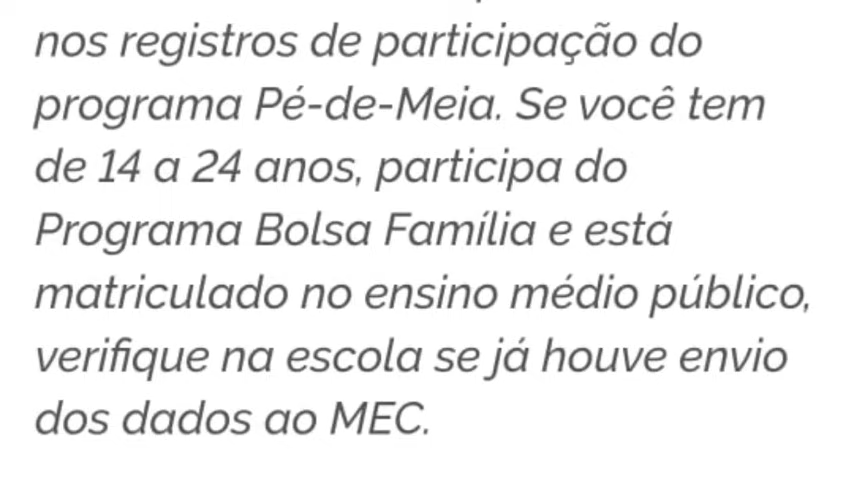 nos registros de participação do
programa Pé-de-Meia. Se você tem
de 14 a 24 anos, participa do
Programa Bolsa Família e está
matriculado no ensino médio público,
verifique na escola se já houve envio
dos dados ao MEC.